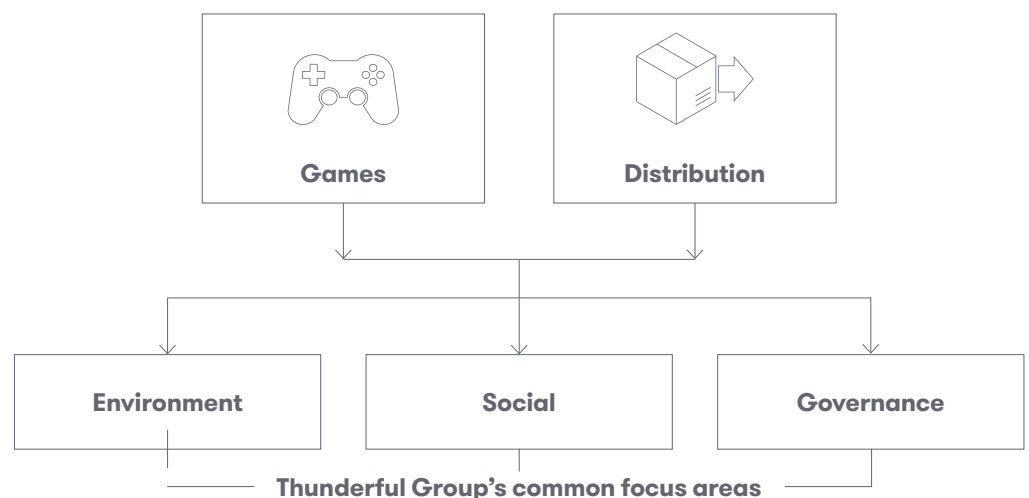 Games
Distribution
Environment
Social
Governance
Thunderful Group's common focus areas